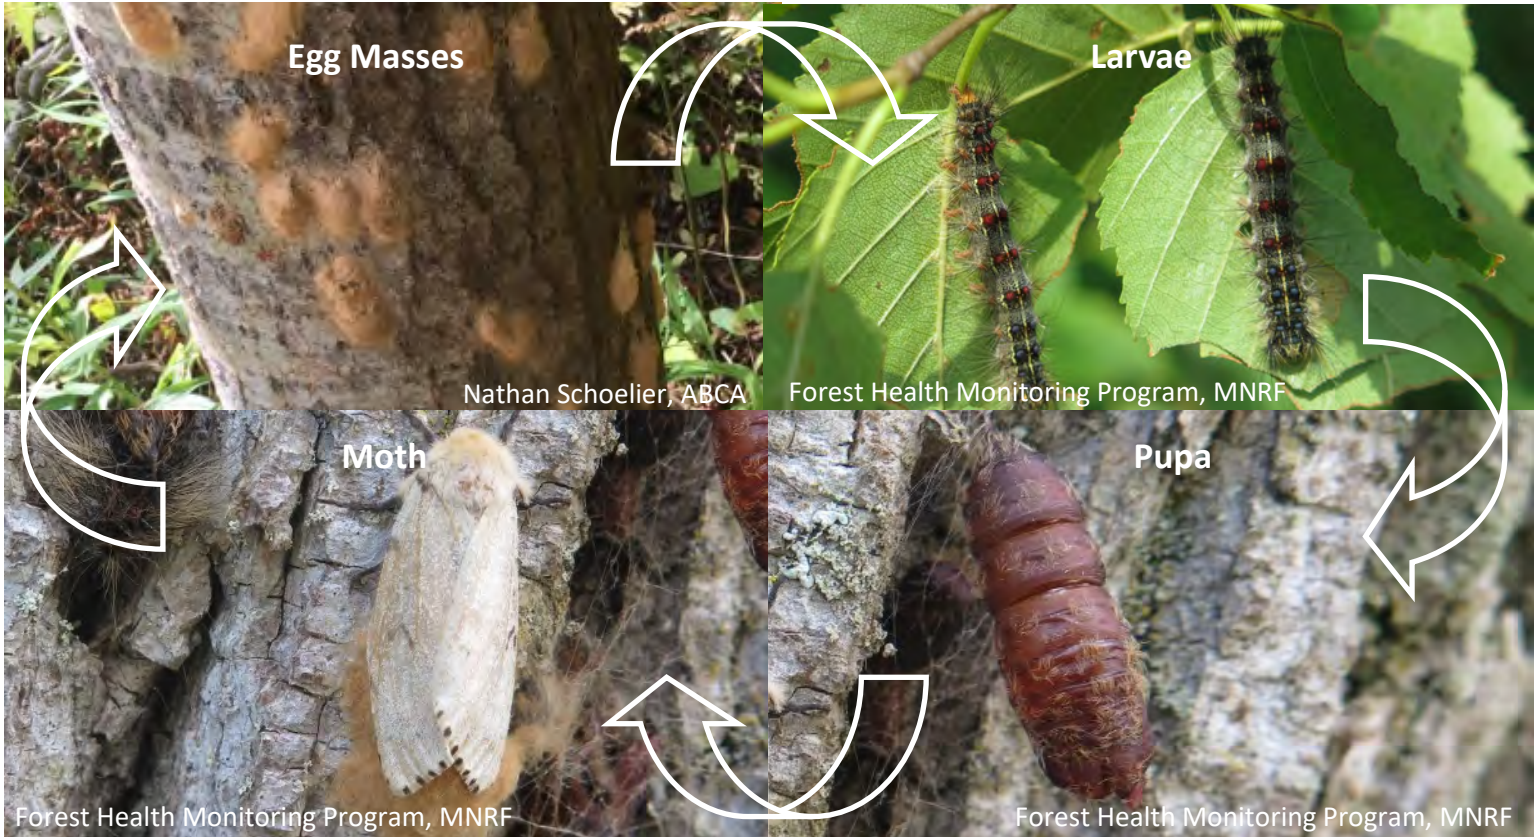 Egg Masses
Larvae
Nathan Schoelier, ABCA
Forest Health Monitoring Program, MNRF
Moth
Pupa
Forest Health Monitoring Program, MNRF
Forest Health Monitoring Program, MNRF